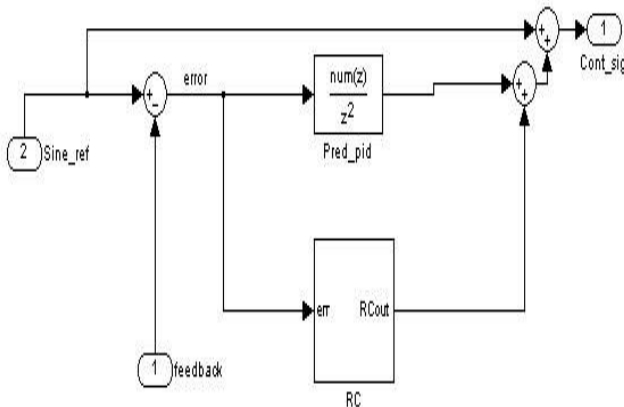 1
Cont_sig
error
num(z)
z2
Pred_pid
2
Sine_ref
err
RCout
RC
1
feedback